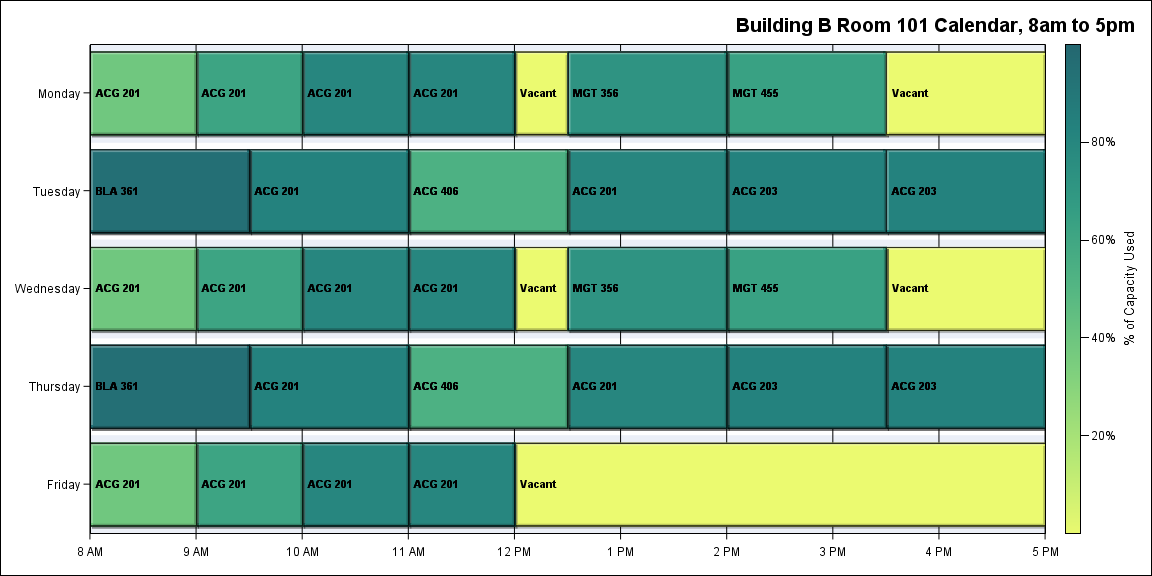 Building B Room 101 Calendar, 8am to 5pm
Monday
ACG 201
ACG 201
ACG 201
ACG 201
Vacant
MGT 356
MGT 455
Vacant
Tuesday
BLA 361
ACG 201
ACG 406
ACG 201
ACG 203
ACG 203
Wednesday
ACG 201
ACG 201
ACG 201
ACG 201
Vacant
MGT 356
MGT 455
Vacant
Thursday
BLA 361
ACG 201
ACG 406
ACG 201
ACG 203
ACG 203
Friday
ACG 201
ACG 201
ACG 201
ACG 201
Vacant
8 AM
9 AM
10 AM
11 AM
12 PM
1 PM
2 PM
3 PM
4 PM
5 PM
80%
60%
40%
20%
% of Capacity Used